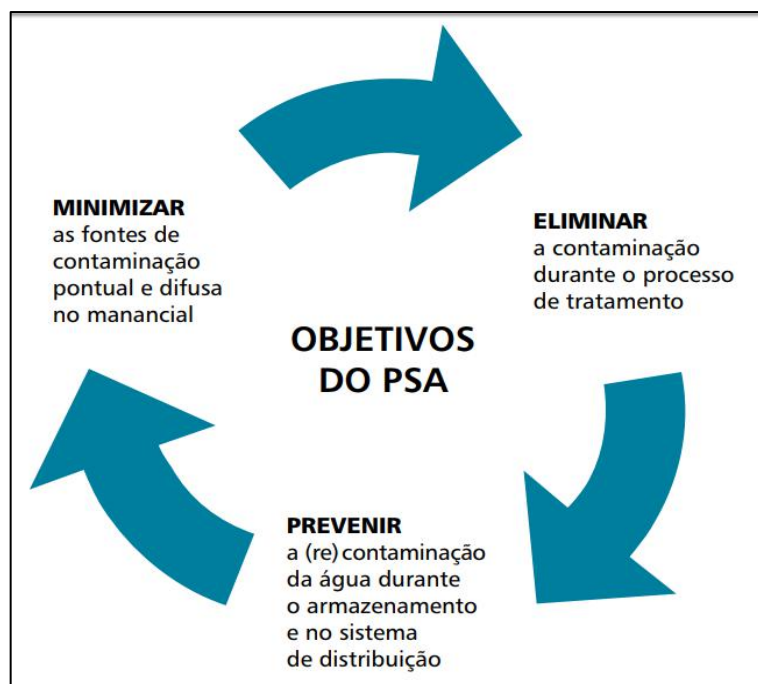 MINIMIZAR
as fontes de
contaminação
pontual e difusa
no manancial
ELIMINAR
a contaminação
durante o processo
de tratamento
OBJETIVOS
DO PSA
PREVENIR
a (re)contaminação
da água durante
o armazenamento
e no sistema
de distribuição